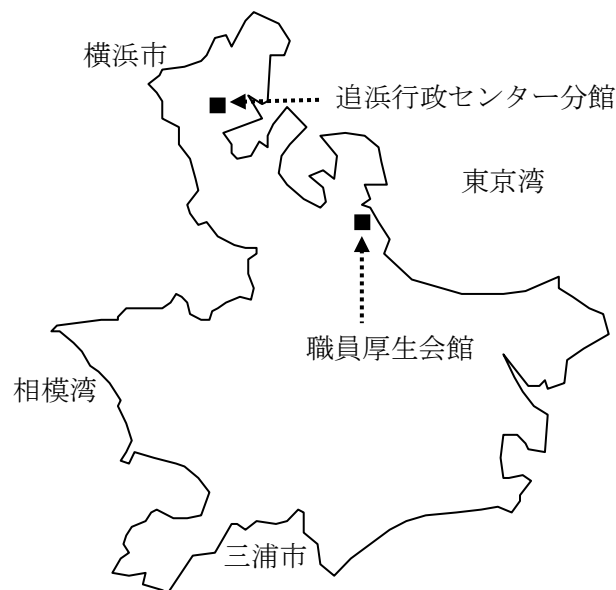 横浜市
追浜行政センター分館
東京湾
職員厚生会館
相模湾
三浦市